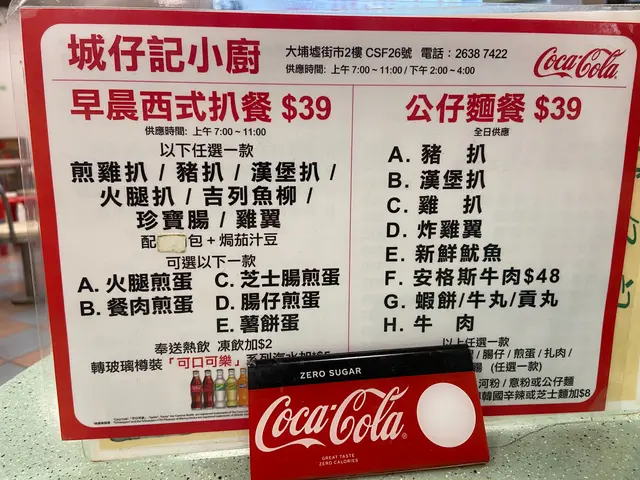 城仔記小廚
大埔墟街市2樓 CSF26號 電話：2638 7422
供應時間: 上午 7:00 ~ 11:00 / 下午 2:00 ~ 4:00
Coca-Cola
早晨西式扒餐 $39
供應時間: 上午 7:00 ~ 11:00
以下任選一款
煎雞扒 / 豬扒 / 漢堡扒 /
火腿扒 / 吉列魚柳 /
珍寶腸 / 雞翼
配 包 + 焗茄汁豆
可選以下一款
A. 火腿煎蛋 C. 芝士腸煎蛋
B. 餐肉煎蛋 D. 腸仔煎蛋
E. 薯餅蛋
奉送熱飲 凍飲加$2
轉玻璃樽裝「可口可樂」系列汽水加
公仔麵餐 $39
全日供應
A. 豬 扒
B. 漢堡扒
C. 雞 扒
D. 炸雞翼
E. 新鮮魷魚
F. 安格斯牛肉 $48
G. 蝦餅/牛丸/貢丸
H. 牛 肉
以上任選一款
/ 腸仔 / 煎蛋 / 扎肉 /
(任選一款)
河粉 / 意粉或公仔麵
韓國辛辣或芝士麵加$8
ZERO SUGAR
Coca-Cola
GREAT TASTE
ZERO CALORIES